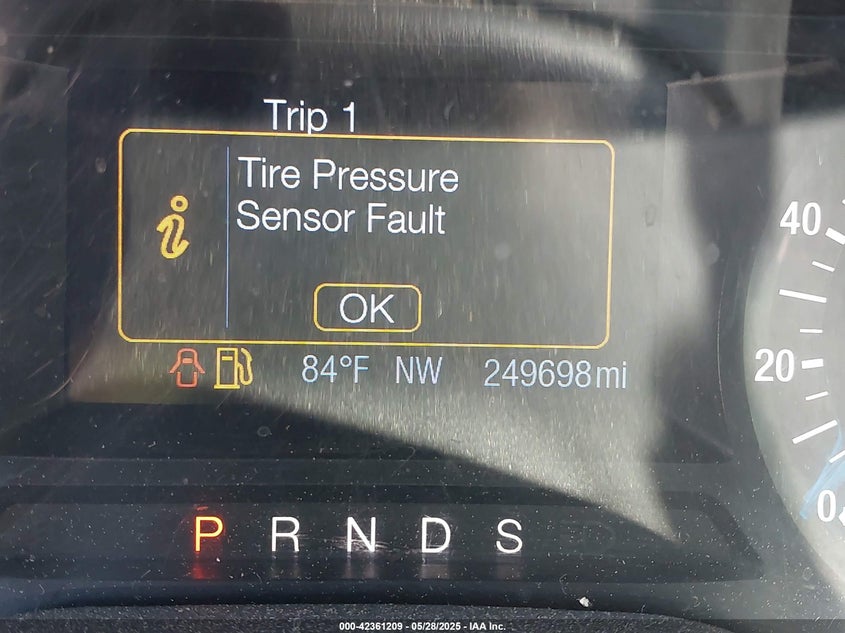 Trip 1
Tire Pressure
Sensor Fault
OK
84°F NW 249698mi
40
20
0
P R N D S
000-42361209 - 05/28/2025 - IAA Inc.